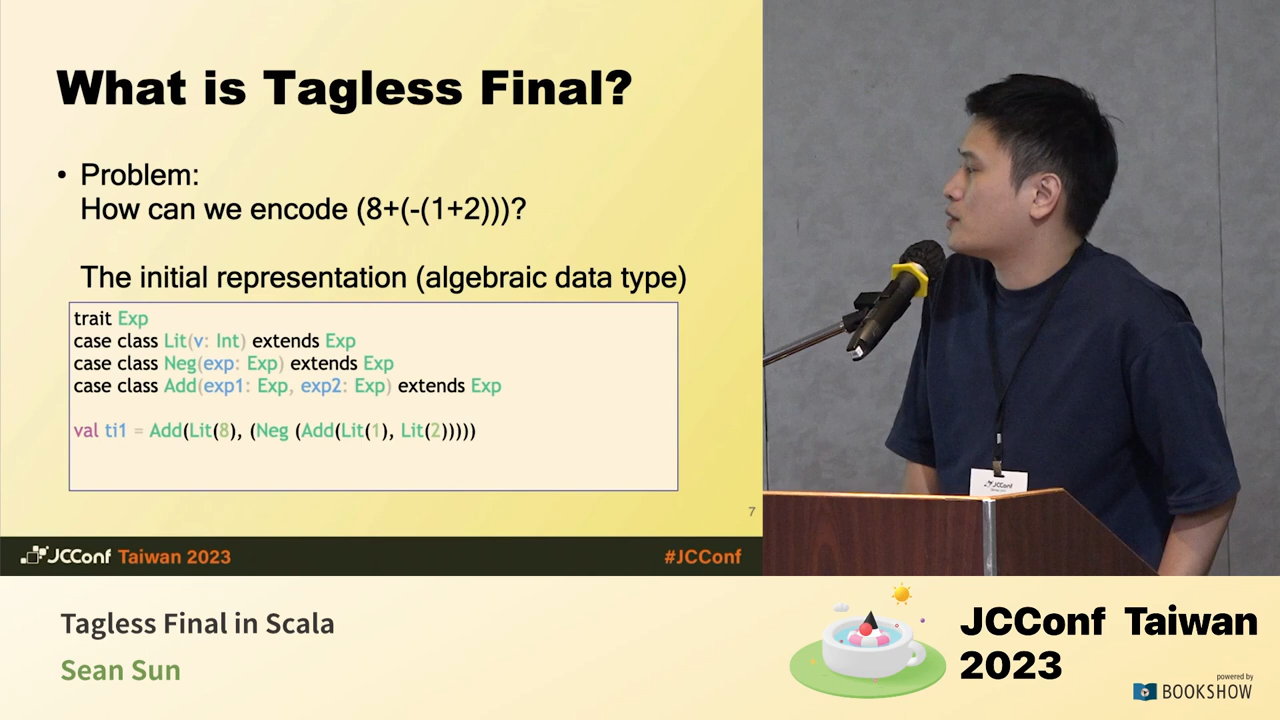 What is Tagless Final?
• Problem:
How can we encode (8+(-(1+2)))?
The initial representation (algebraic data type)
trait Exp
case class Lit(v: Int) extends Exp
case class Neg(exp: Exp) extends Exp
case class Add(exp1: Exp, exp2: Exp) extends Exp
val ti1 = Add(Lit(8), (Neg (Add(Lit(1), Lit(2)))))
7
JCConf Taiwan 2023
#JCConf
JCConf
Tagless Final in Scala
Sean Sun
JCConf Taiwan
2023
powered by
BOOKSHOW